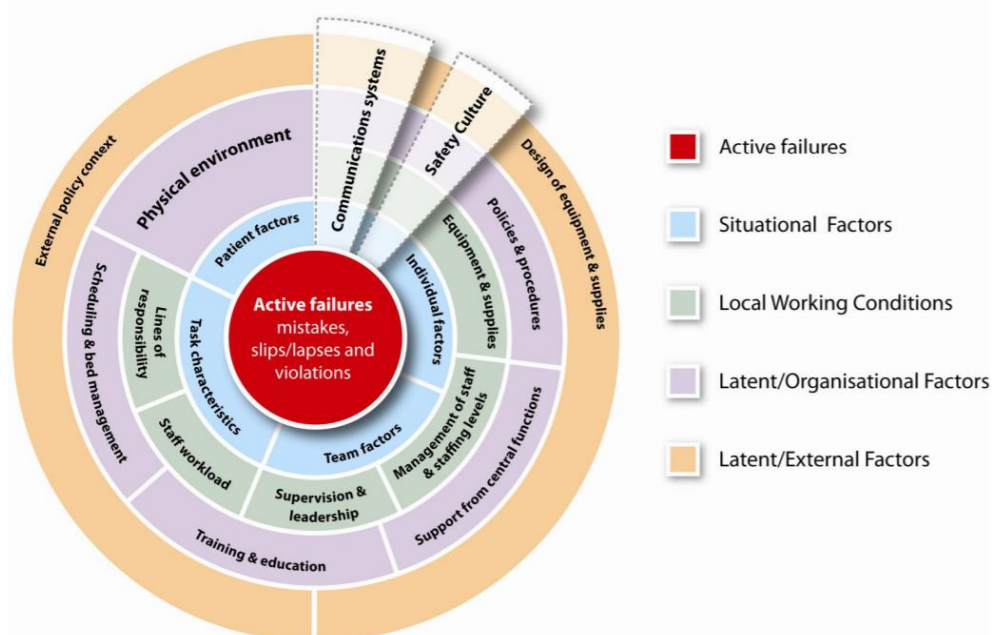 External policy context
Design of equipment & supplies
Physical environment
Communications systems
Safety Culture
Policies & procedures
Support from central functions
Training & education
Scheduling & bed management
Patient factors
Individual factors
Equipment & supplies
Management of staff
& staffing levels
Supervision &
leadership
Staff workload
Lines of
responsibility
Task characteristics
Team factors
Active failures
mistakes,
slips/lapses and
violations
Active failures
Situational Factors
Local Working Conditions
Latent/Organisational Factors
Latent/External Factors